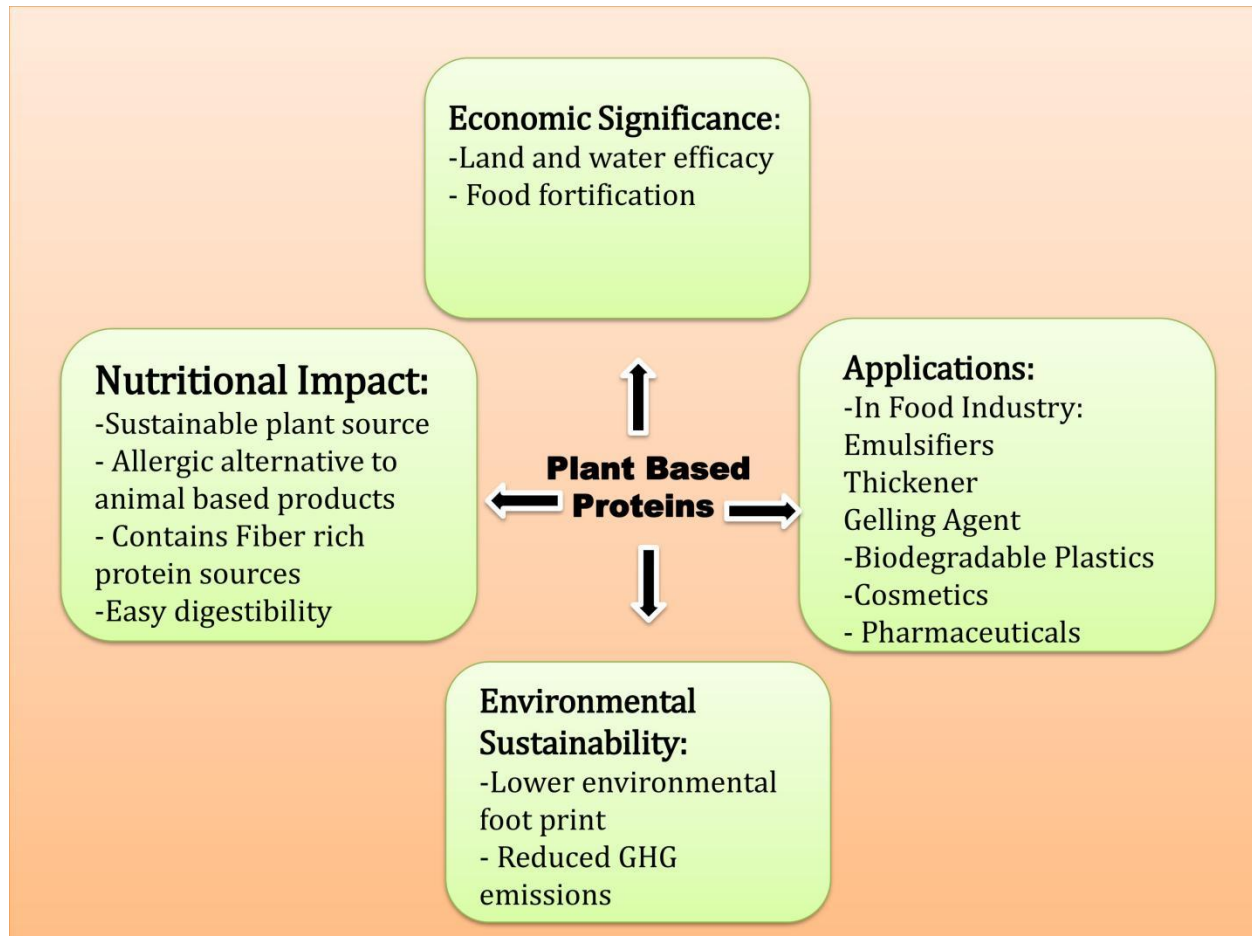 Economic Significance:
-Land and water efficacy
- Food fortification
Nutritional Impact:
-Sustainable plant source
- Allergic alternative to
animal based products
- Contains Fiber rich
protein sources
-Easy digestibility
Plant Based
Proteins
Applications:
-In Food Industry:
Emulsifiers
Thickener
Gelling Agent
-Biodegradable Plastics
-Cosmetics
- Pharmaceuticals
Environmental
Sustainability:
-Lower environmental
foot print
- Reduced GHG
emissions